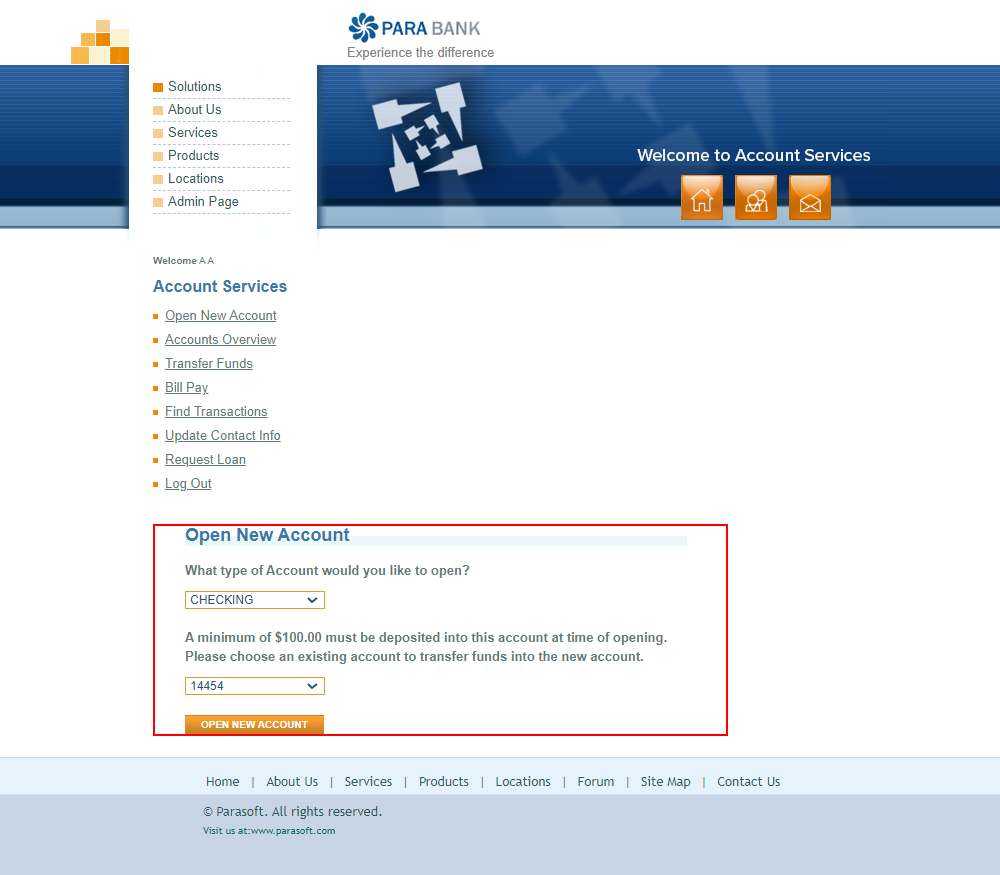 PARA BANK
Experience the difference
Solutions
About Us
Services
Products
Locations
Admin Page
Welcome to Account Services
Welcome A A
Account Services
Open New Account
Accounts Overview
Transfer Funds
Bill Pay
Find Transactions
Update Contact Info
Request Loan
Log Out
Open New Account
What type of Account would you like to open?
CHECKING
A minimum of $100.00 must be deposited into this account at time of opening.
Please choose an existing account to transfer funds into the new account.
14454
OPEN NEW ACCOUNT
Home | About Us | Services | Products | Locations | Forum | Site Map | Contact Us
© Parasoft. All rights reserved.
Visit us at:www.parasoft.com